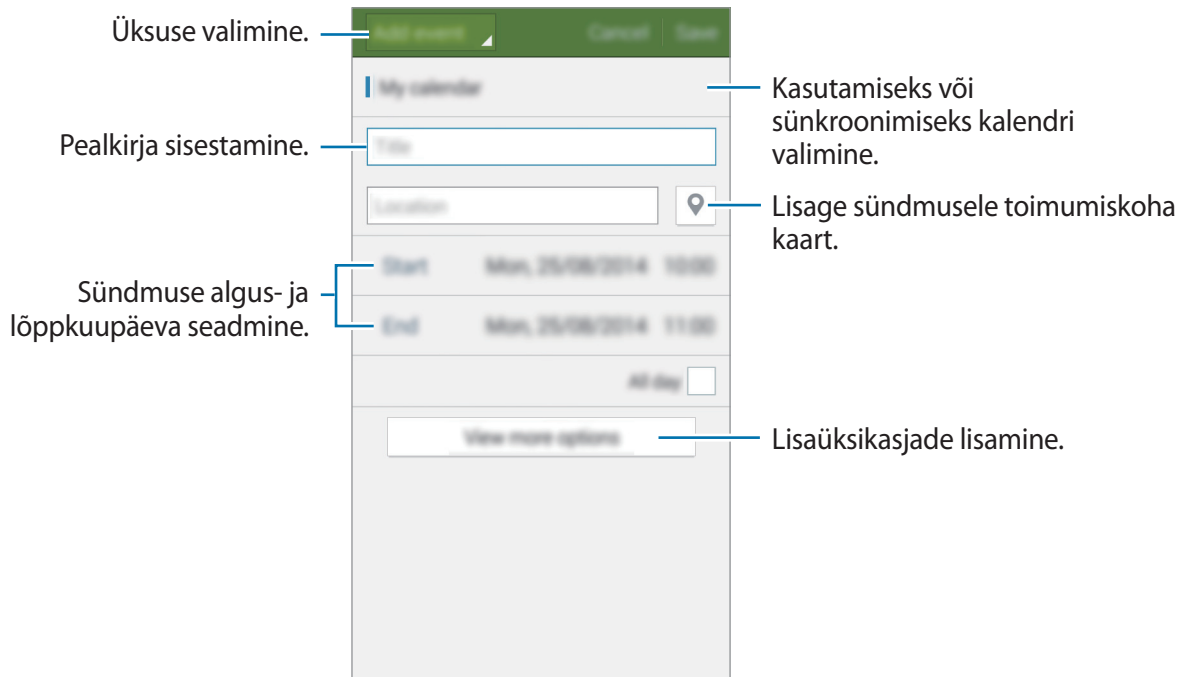 Üksuse valimine.
Add event
Cancel
Save
My calendar
Kasutamiseks või
sünkroonimiseks kalendri
valimine.
Pealkirja sisestamine.
Title
Location
Lisage sündmusele toimumiskoha
kaart.
Start Mon, 25/08/2014 10:00
Sündmuse algus- ja
lõppkuupäeva seadmine.
End Mon, 25/08/2014 11:00
All day
View more options
Lisaüksikasjade lisamine.